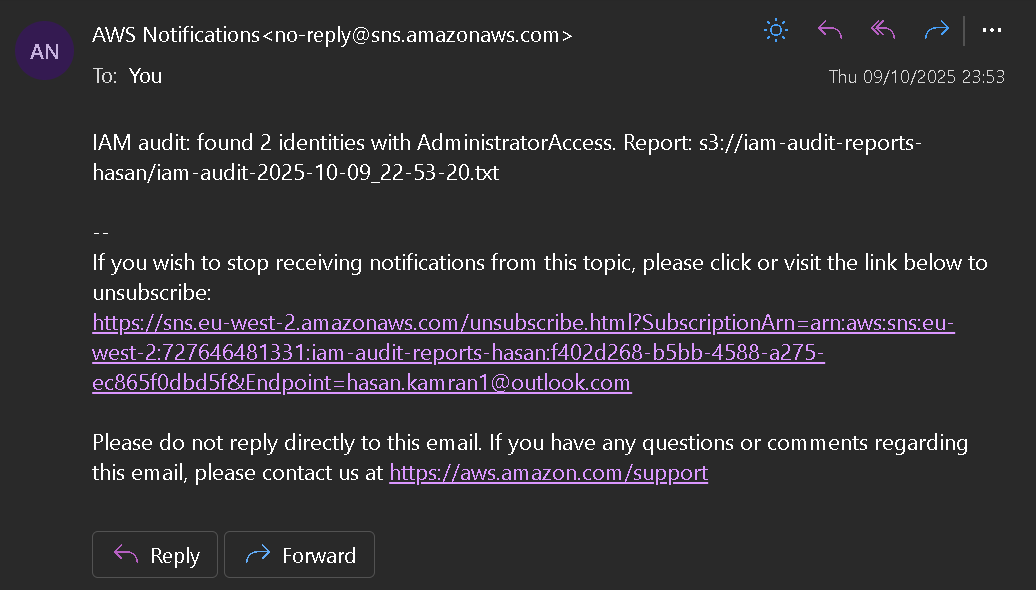 AN
AWS Notifications<no-reply@sns.amazonaws.com>
To: You
Thu 09/10/2025 23:53
IAM audit: found 2 identities with AdministratorAccess. Report: s3://iam-audit-reports-
hasan/iam-audit-2025-10-09_22-53-20.txt
--
If you wish to stop receiving notifications from this topic, please click or visit the link below to
unsubscribe:
https://sns.eu-west-2.amazonaws.com/unsubscribe.html?SubscriptionArn=arn:aws:sns:eu-
west-2:727646481331:iam-audit-reports-hasan:f402d268-b5bb-4588-a275-
ec865f0dbd5f&Endpoint=hasan.kamran1@outlook.com
Please do not reply directly to this email. If you have any questions or comments regarding
this email, please contact us at https://aws.amazon.com/support
Reply
Forward